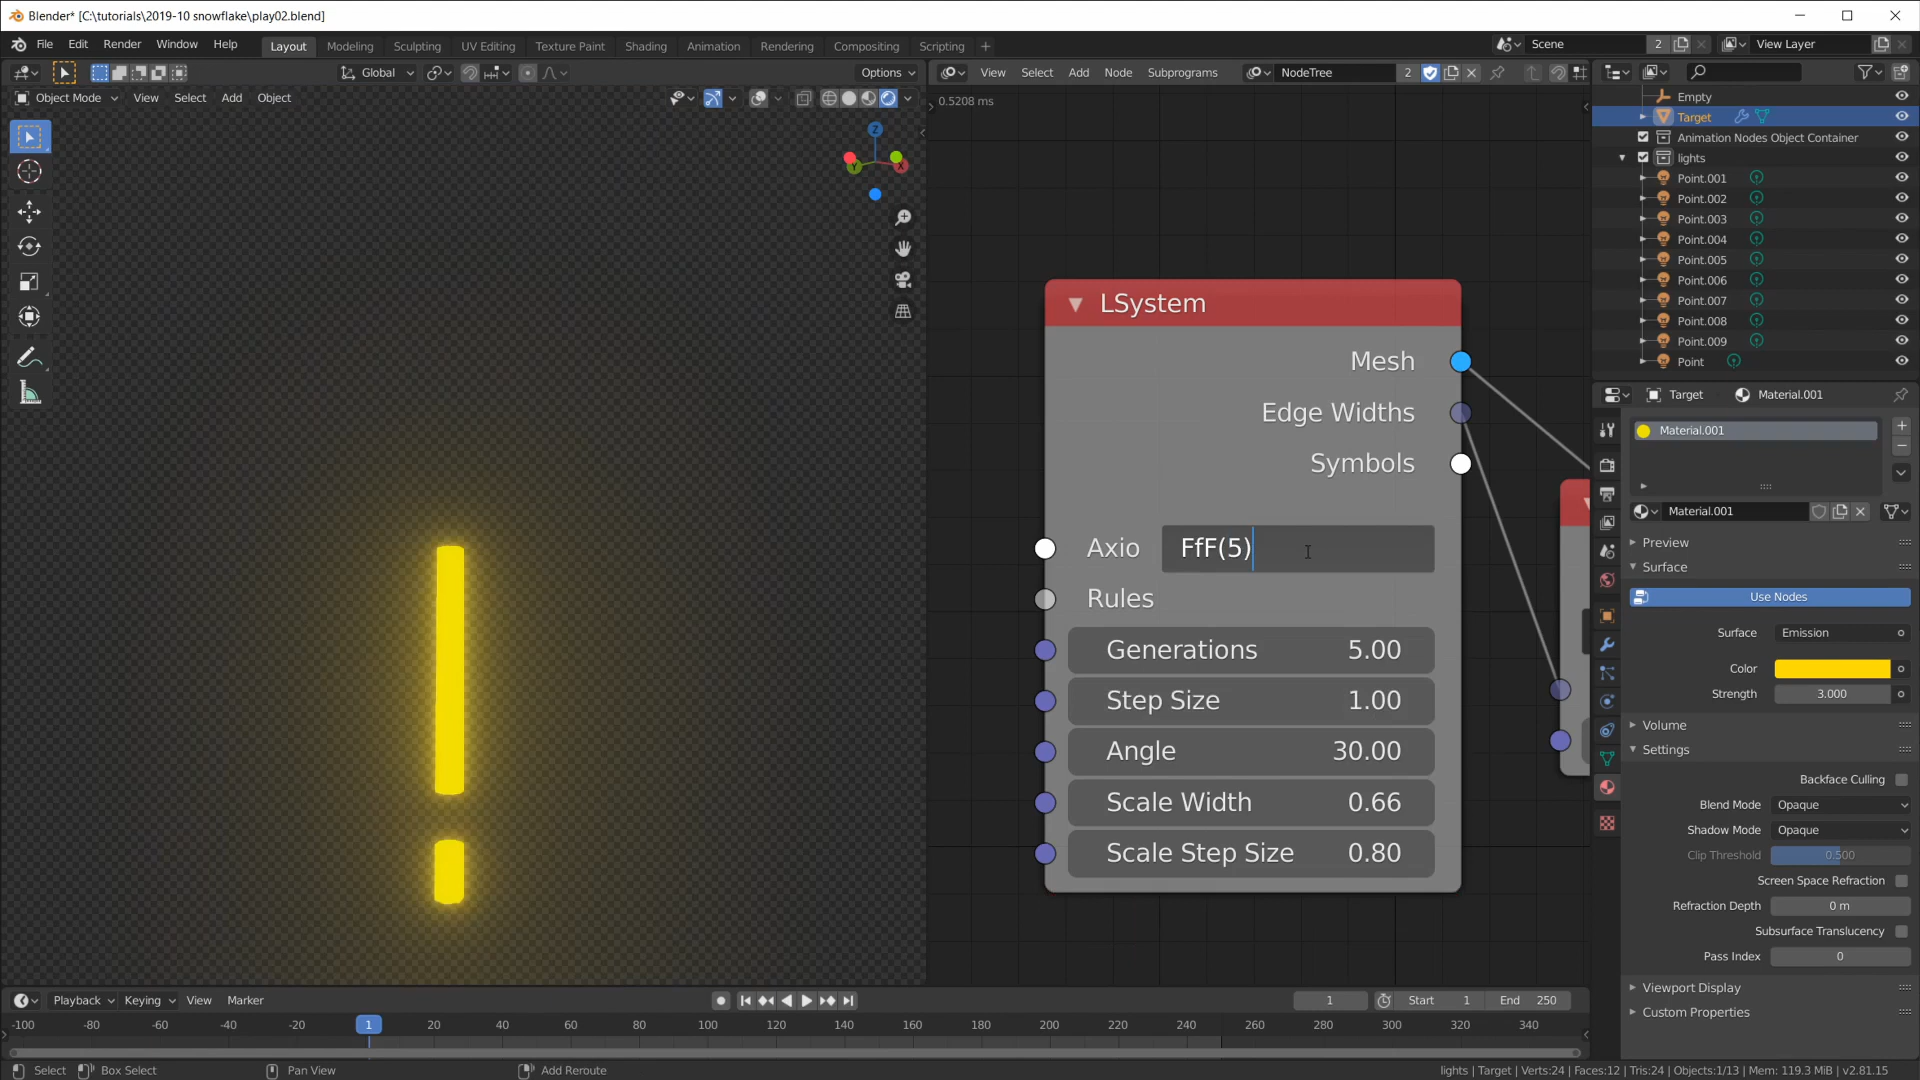 Blender* [C:\tutorials\2019-10 snowflake\play02.blend]
File Edit Render Window Help Layout Modeling Sculpting UV Editing Texture Paint Shading Animation Rendering Compositing Scripting + Scene 2 View Layer
Global Options View Select Add Node Subprograms NodeTree 2
Object Mode View Select Add Object
0.5208 ms
Z
Y
X
LSystem
Mesh
Edge Widths
Symbols
Axio FfF(5)
Rules
Generations 5.00
Step Size 1.00
Angle 30.00
Scale Width 0.66
Scale Step Size 0.80
Empty
Target
Animation Nodes Object Container
lights
Point.001
Point.002
Point.003
Point.004
Point.005
Point.006
Point.007
Point.008
Point.009
Point
Target Material.001
Material.001
Material.001
Preview
Surface
Use Nodes
Surface Emission
Color
Strength 3.000
Volume
Settings
Backface Culling
Blend Mode Opaque
Shadow Mode Opaque
Clip Threshold 0.500
Screen Space Refraction
Refraction Depth 0 m
Subsurface Translucency
Pass Index 0
Viewport Display
Custom Properties
Playback Keying View Marker 1 Start 1 End 250
-100 -80 -60 -40 -20 1 20 40 60 80 100 120 140 160 180 200 220 240 260 280 300 320 340
Select Box Select Pan View Add Reroute lights | Target | Verts:24 | Faces:12 | Tris:24 | Objects:1/13 | Mem: 119.3 MiB | v2.81.15